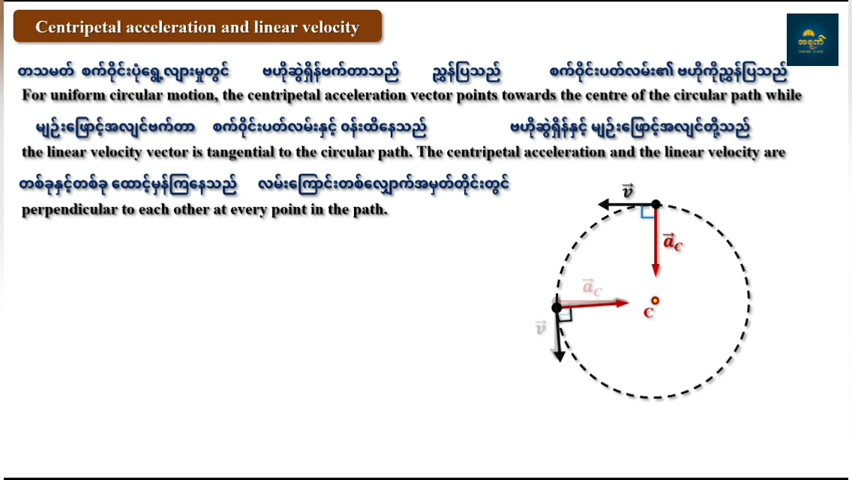 Centripetal acceleration and linear velocity
အရုဏ်
တသမတ် စက်ဝိုင်းပုံရွေ့လျားမှုတွင် ဗဟိုဆွဲရှိန်ဗက်တာသည် ညွှန်ပြသည် စက်ဝိုင်းပတ်လမ်း၏ ဗဟိုကိုညွှန်ပြသည်
For uniform circular motion, the centripetal acceleration vector points towards the centre of the circular path while
မျဉ်းဖြောင့်အလျင်ဗက်တာ စက်ဝိုင်းပတ်လမ်းနှင့် ဝန်းထိနေသည် ဗဟိုဆွဲရှိန်နှင့် မျဉ်းဖြောင့်အလျင်တို့သည်
the linear velocity vector is tangential to the circular path. The centripetal acceleration and the linear velocity are
တစ်ခုနှင့်တစ်ခု ထောင့်မှန်ကြနေသည် လမ်းကြောင်းတစ်လျှောက်အမှတ်တိုင်းတွင်
perpendicular to each other at every point in the path.
v⃗
a⃗c
a⃗c
C
v⃗